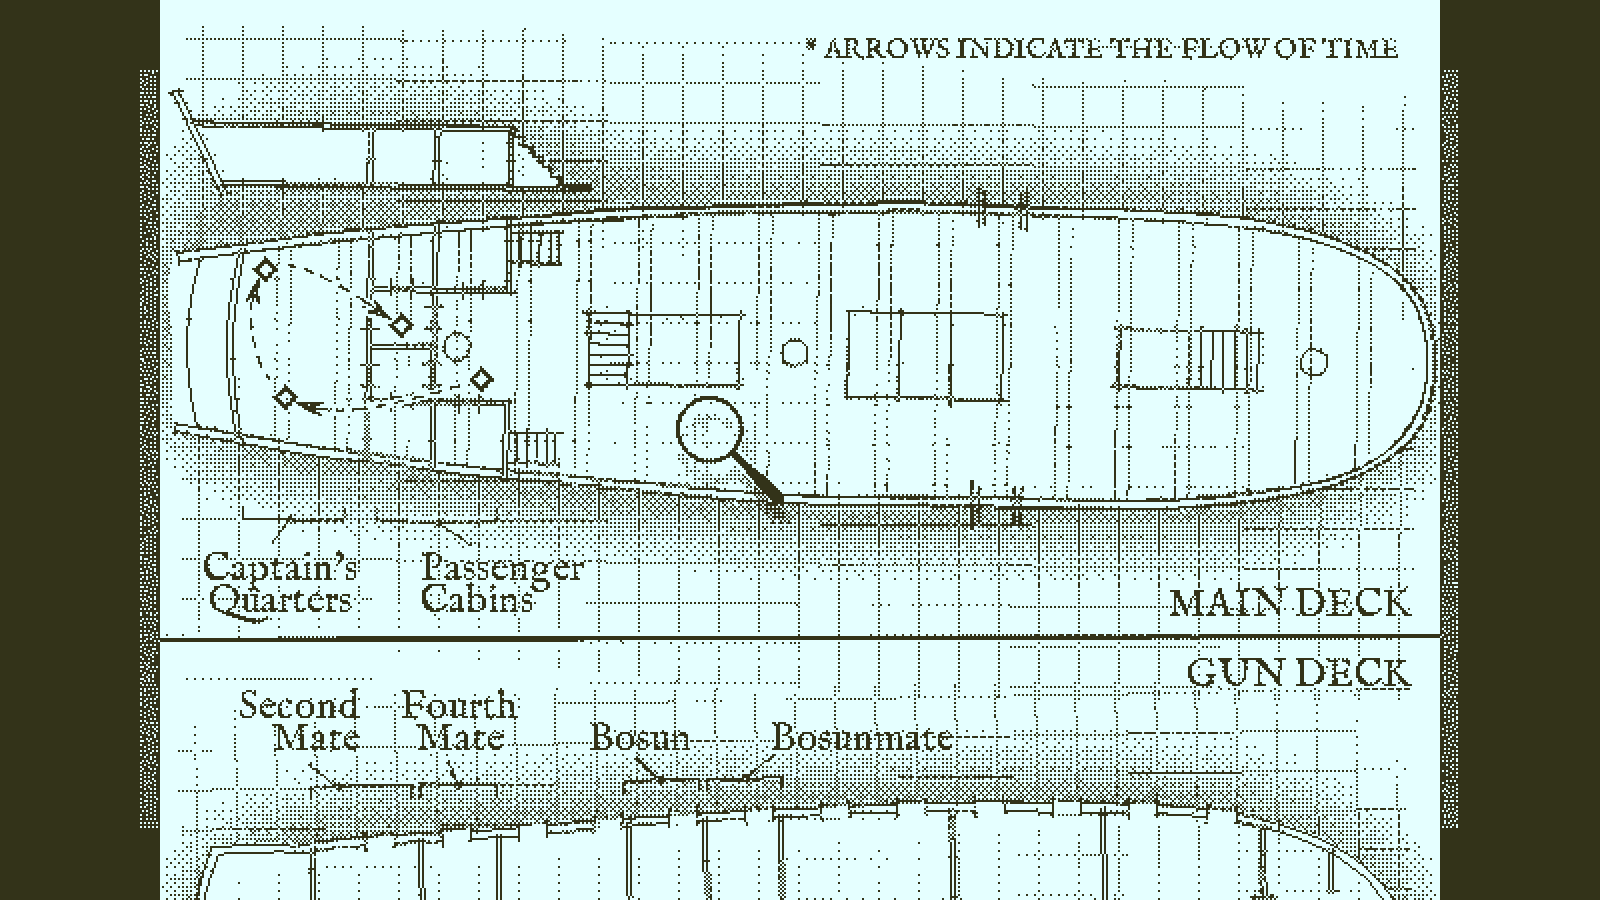 * ARROWS INDICATE THE FLOW OF TIME
Captain's
Quarters
Passenger
Cabins
MAIN DECK
GUN DECK
Second
Mate
Fourth
Mate
Bosun
Bosunmate